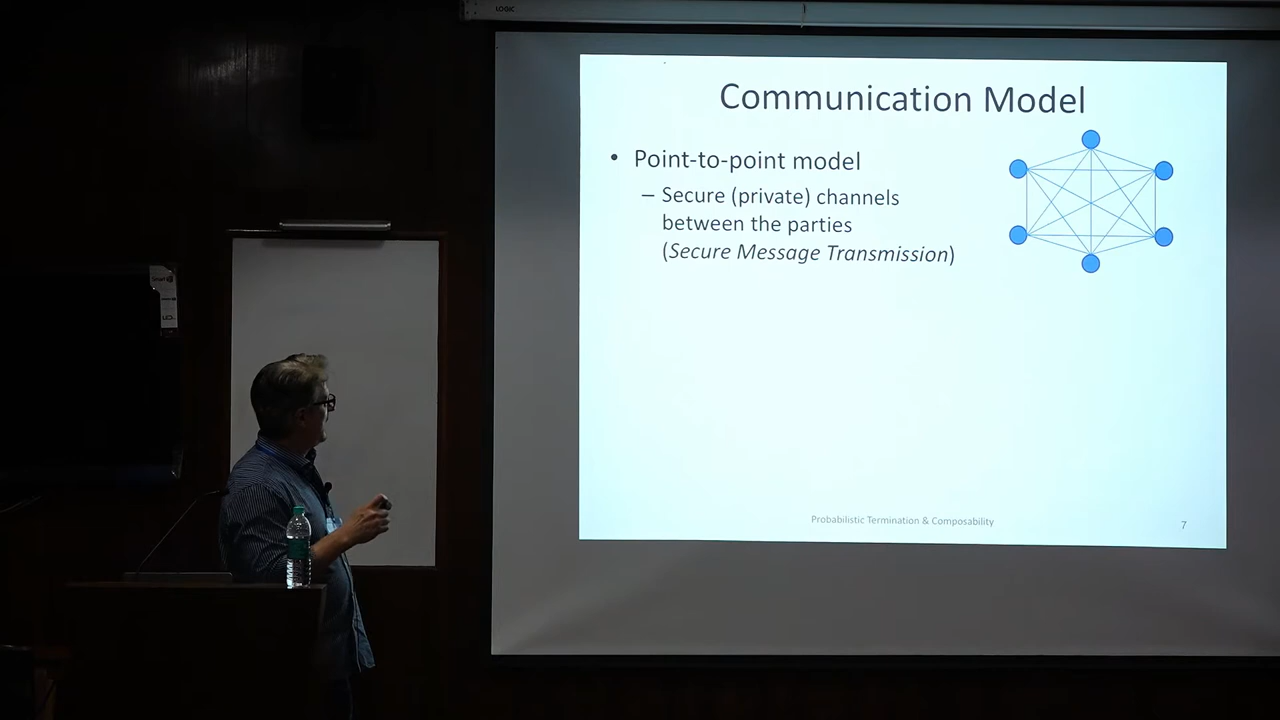 LOGIC
Communication Model
• Point-to-point model
– Secure (private) channels
between the parties
(Secure Message Transmission)
Probabilistic Termination & Composability
7